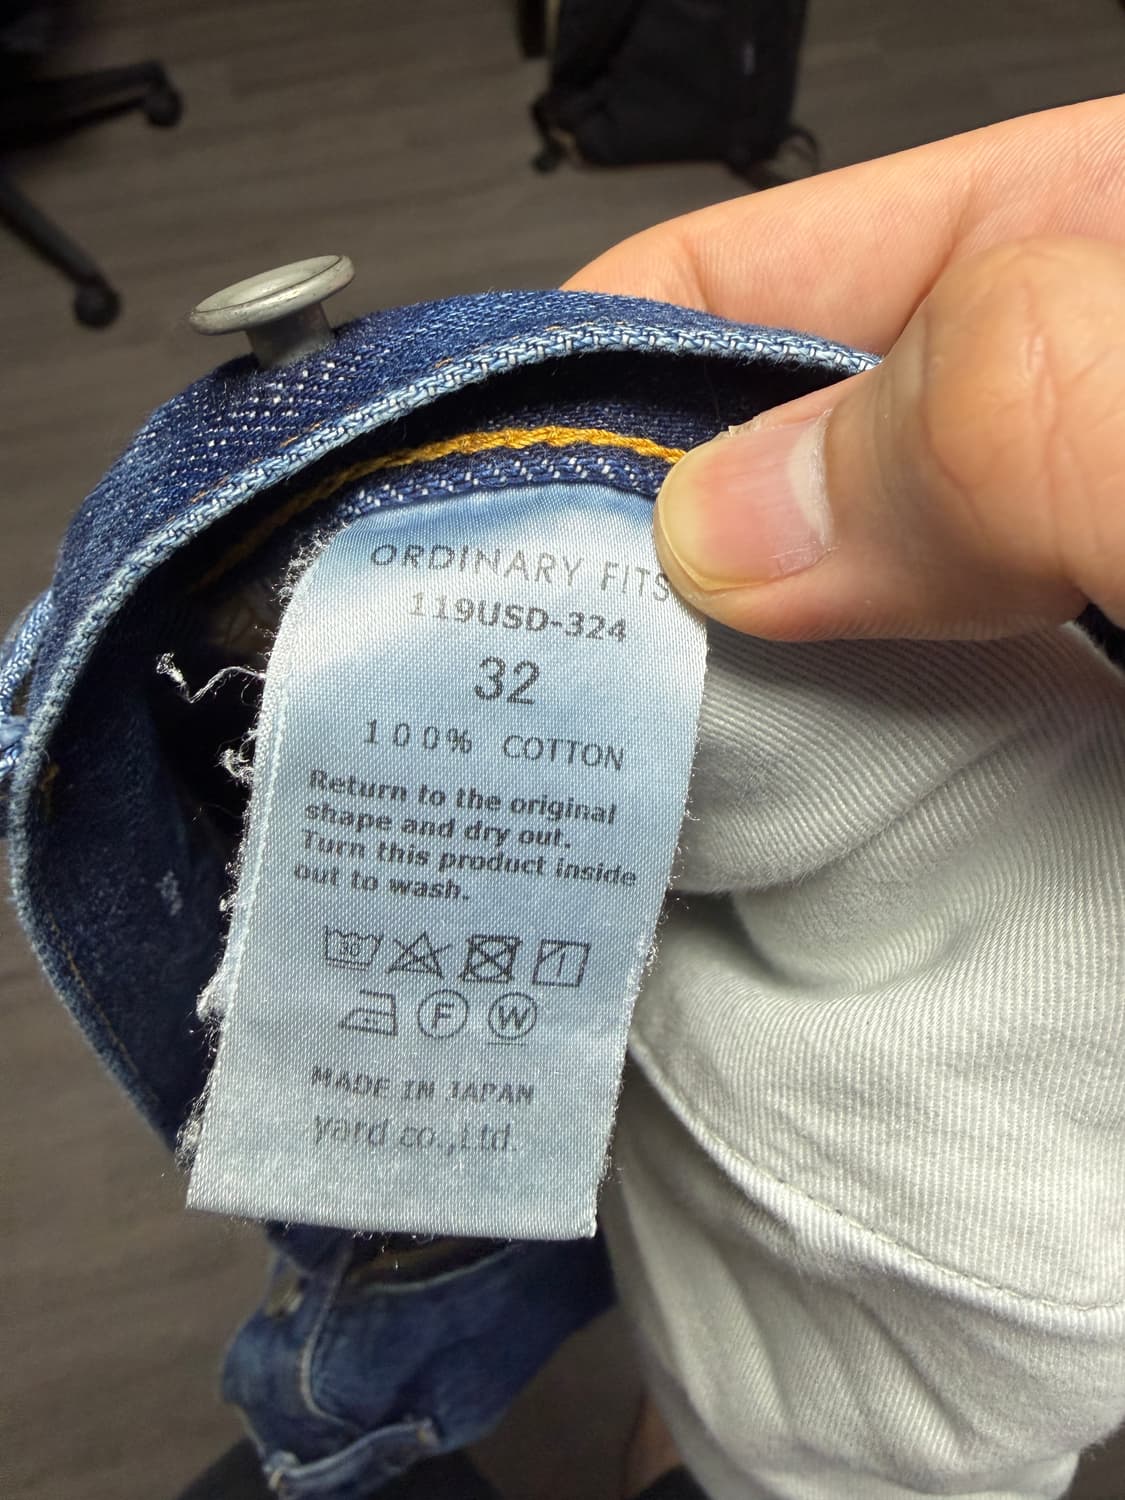 ORDINARY FITS
119USD-324
32
100% COTTON
Return to the original
shape and dry out.
Turn this product inside
out to wash.
30
F W
MADE IN JAPAN
yard co.,Ltd.